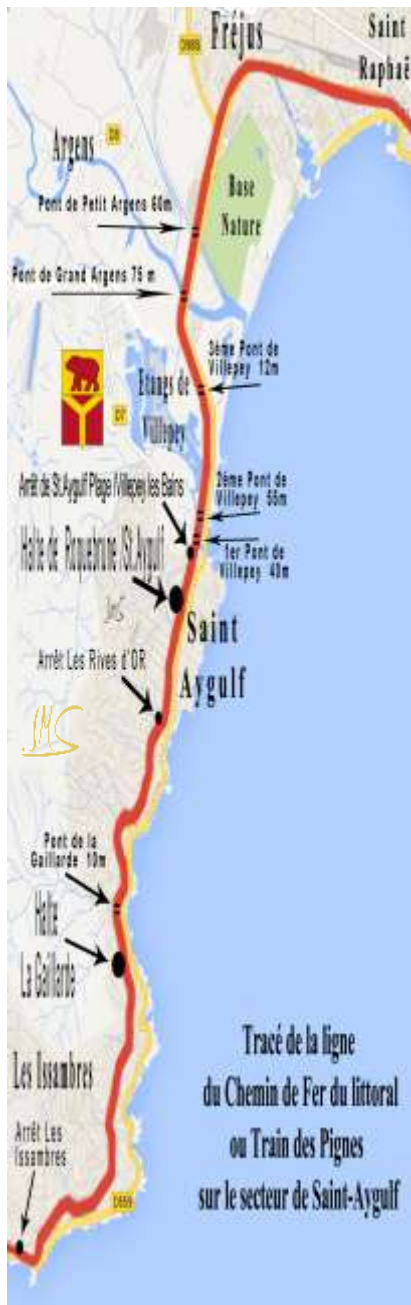 Fréjus
Saint
Raphaë
D98B
Argens
D8
Base
Nature
Pont de Petit Argens 60m
Pont de Grand Argens 75 m
3ème Pont de
Villepey 12m
Etangs de
Villepey
D7
Arrêt de St Aygulf Plage /Villepey les Bains
2ème Pont de
Villepey 55m
Halte de Roquebrune /St.Aygulf
1er Pont de
Villepey 40m
JMS
Saint
Aygulf
Arrêt Les Rives d'OR
JMS
Pont de la
Gaillarde 10m
Halte
La Gaillarde
Tracé de la ligne
du Chemin de Fer du littoral
ou Train des Pignes
sur le secteur de Saint-Aygulf
Les Issambres
Arrêt Les
Issambres
D559